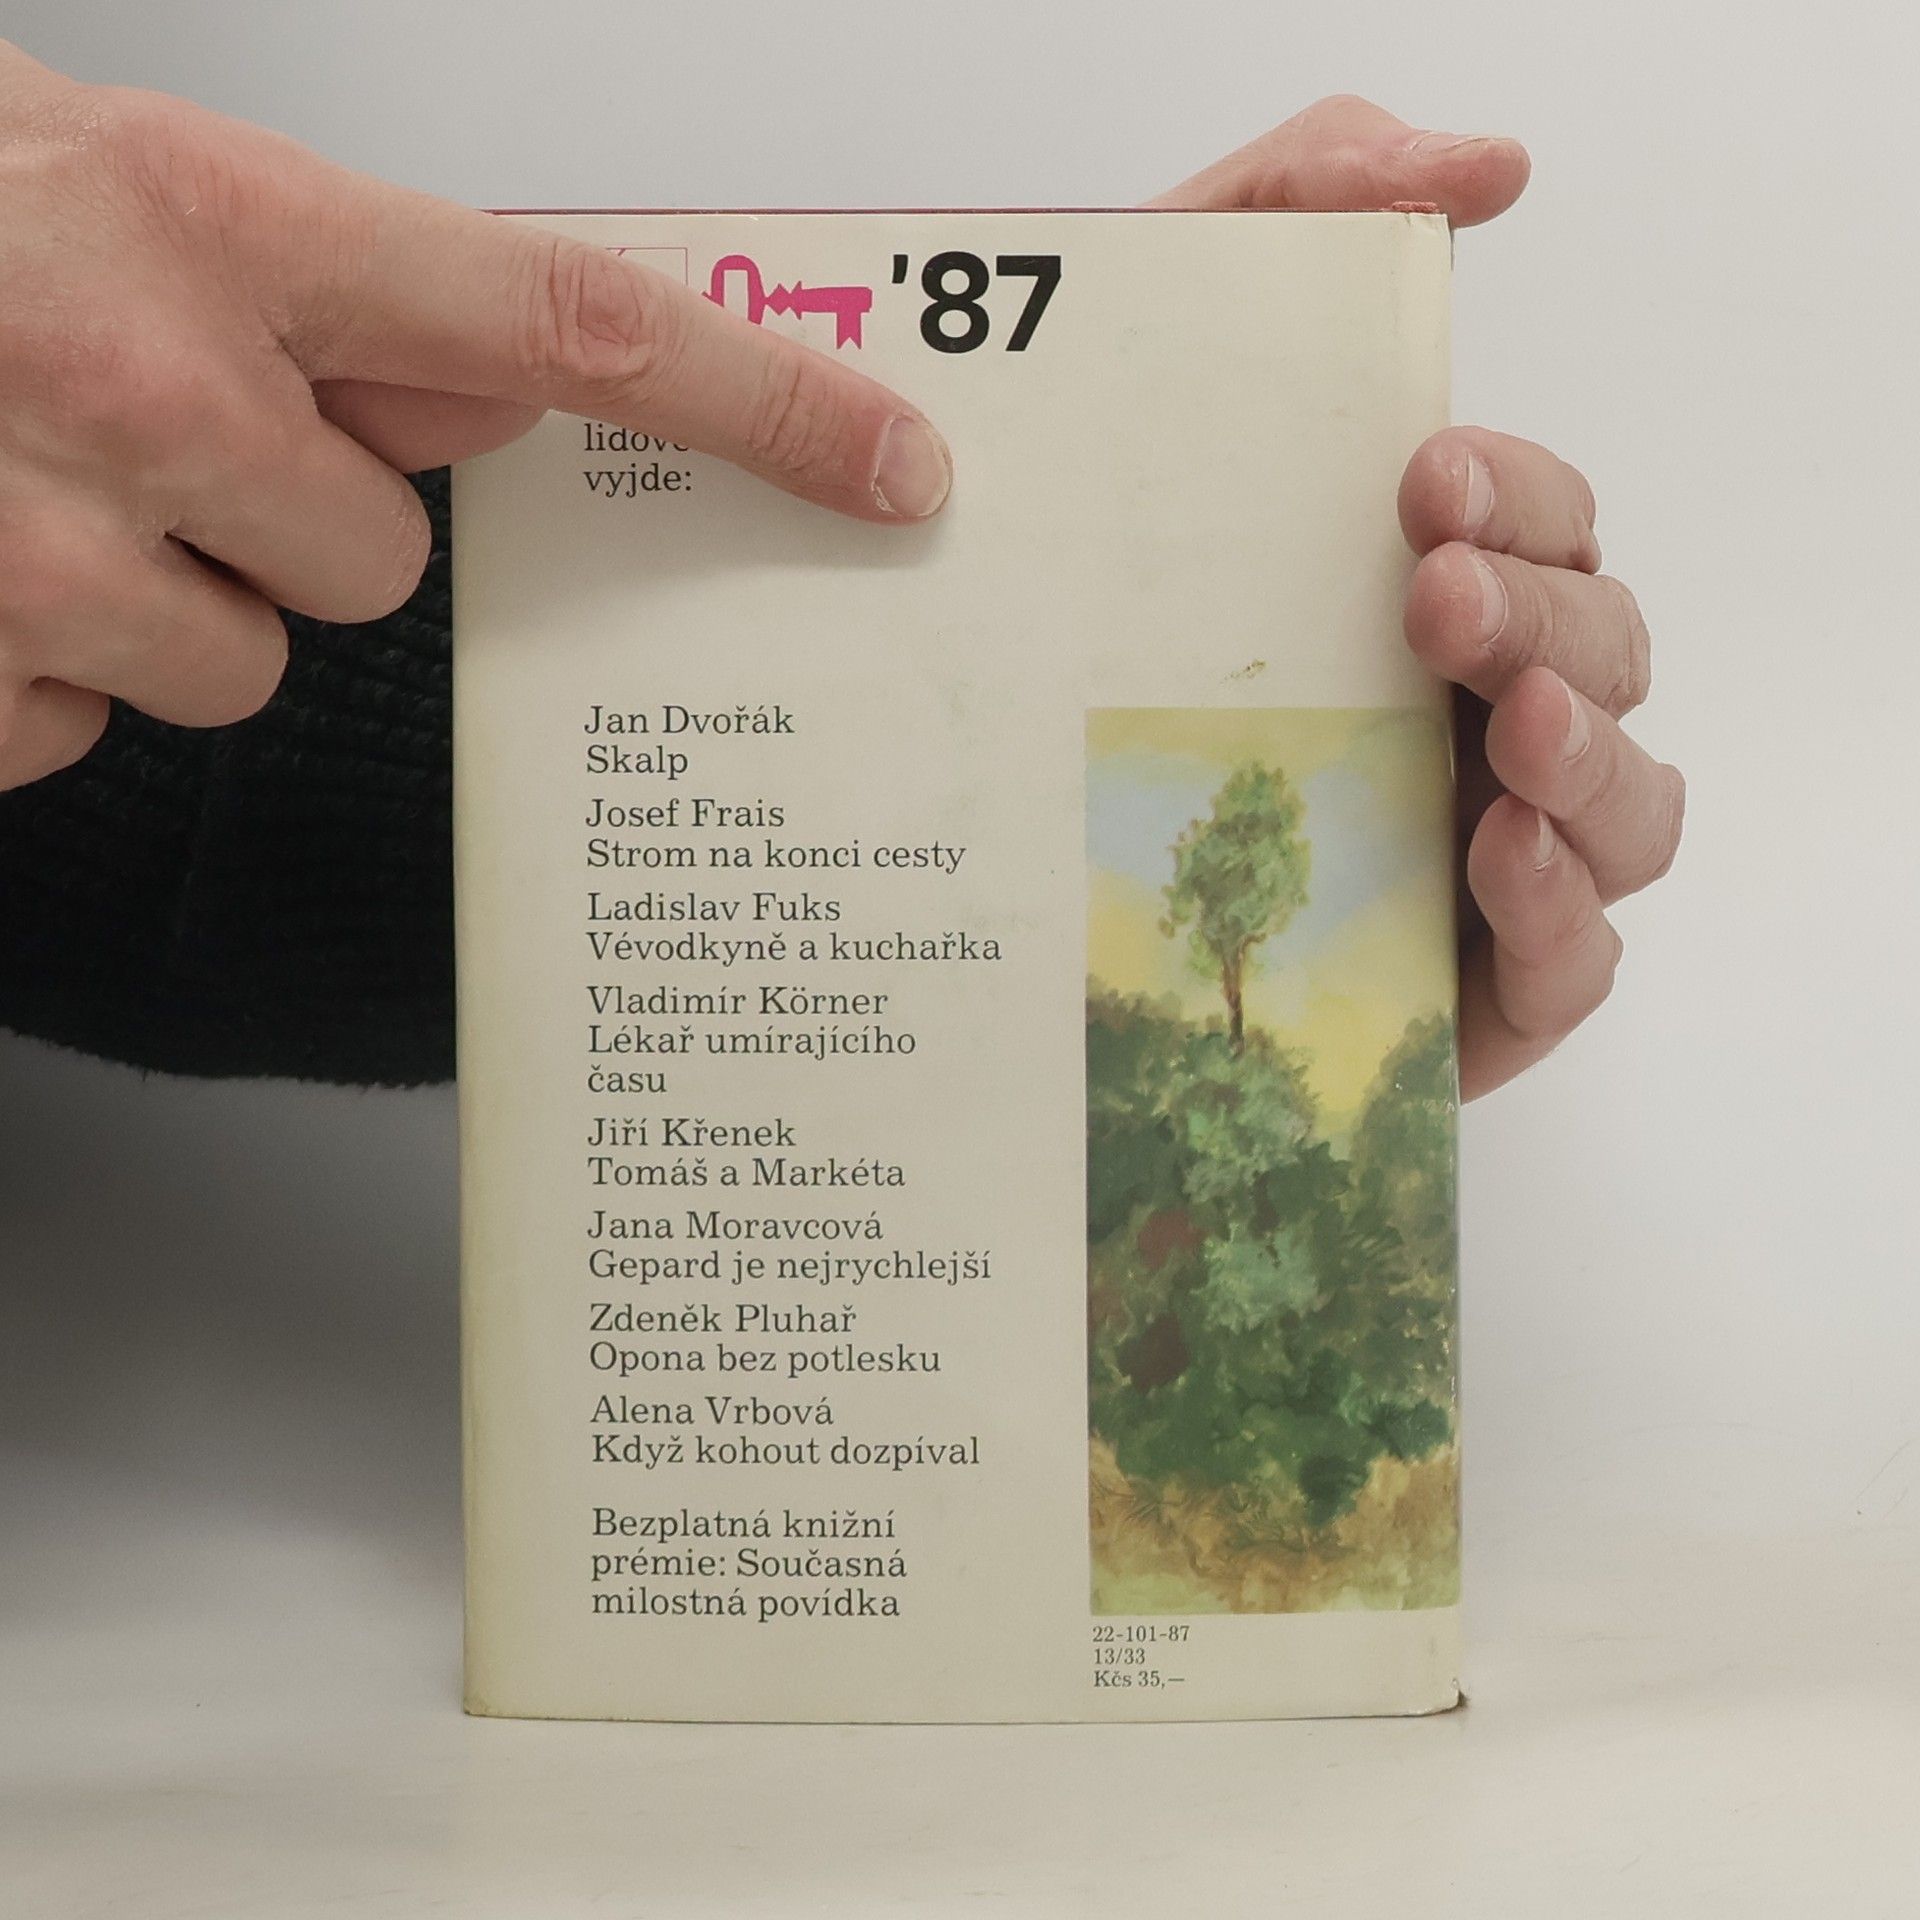 ’87
vyjde:
Jan Dvořák
Skalp
Josef Frais
Strom na konci cesty
Ladislav Fuks
Vévodkyně a kuchařka
Vladimír Körner
Lékař umírajícího
času
Jiří Křenek
Tomáš a Markéta
Jana Moravcová
Gepard je nejrychlejší
Zdeněk Pluhař
Opona bez potlesku
Alena Vrbová
Když kohout dozpíval
Bezplatná knižní
prémie: Současná
milostná povídka
22-101-87
13/33
Kčs 35,—